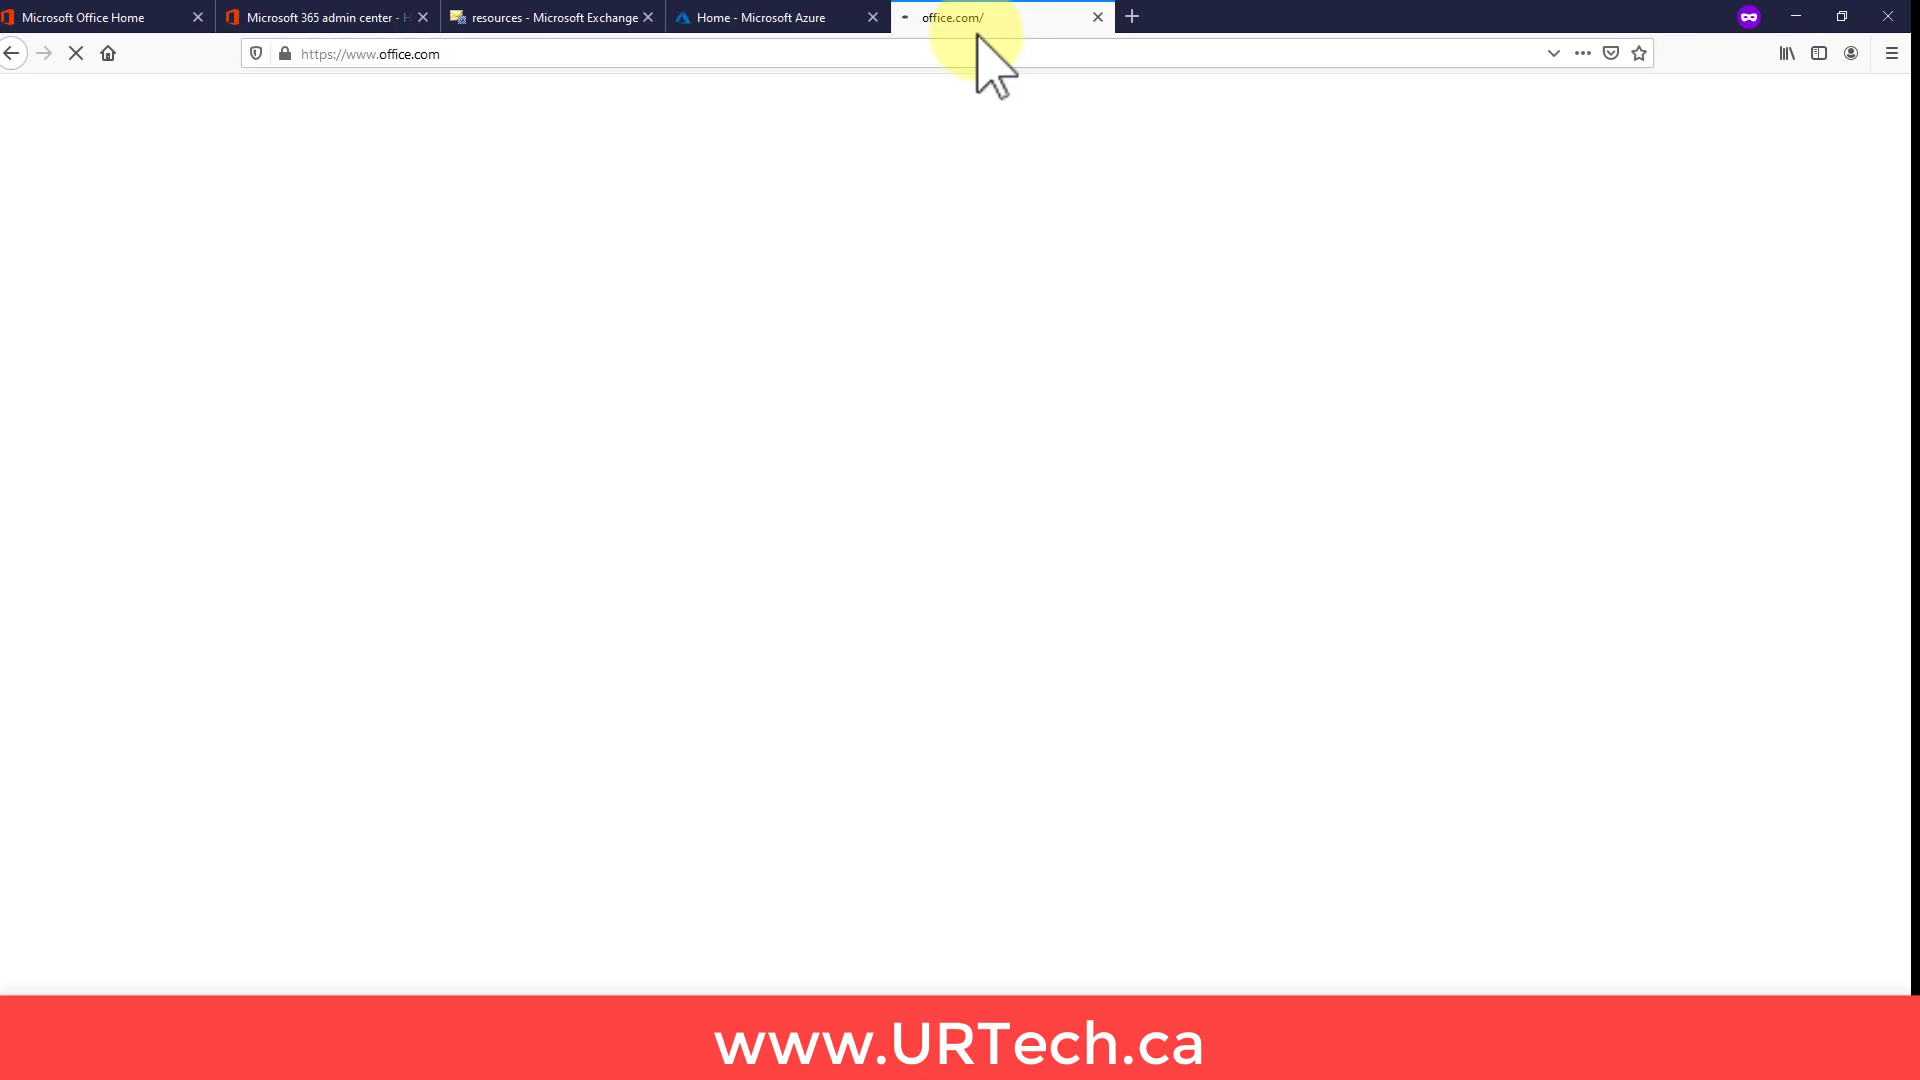 Microsoft Office Home
Microsoft 365 admin center - H
resources - Microsoft Exchange
Home - Microsoft Azure
office.com/
https://www.office.com
www.URTech.ca